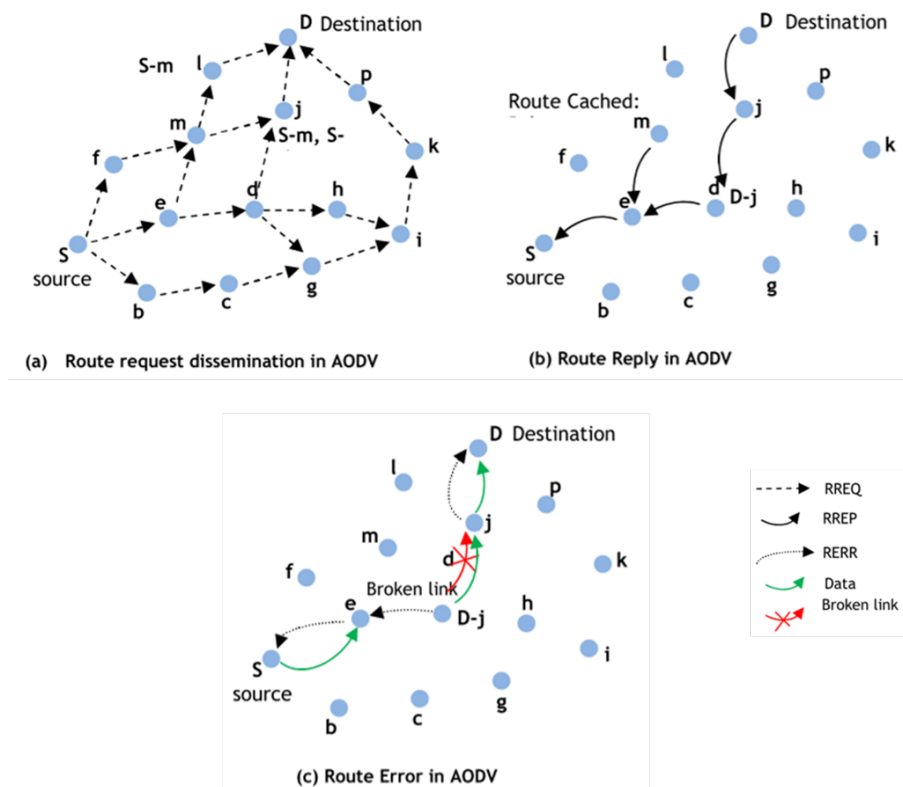 D Destination
S-m
l
p
j
m
S-m, S-
f
k
e
d
h
S
source
i
b
c
g
(a) Route request dissemination in AODV
D Destination
l
p
Route Cached:
j
m
f
k
d
D-j
h
e
S
source
i
b
c
g
(b) Route Reply in AODV
D Destination
l
p
j
m
d
f
k
Broken link
e
D-j
h
S
source
i
b
c
g
(c) Route Error in AODV
RREQ
RREP
RERR
Data
Broken link